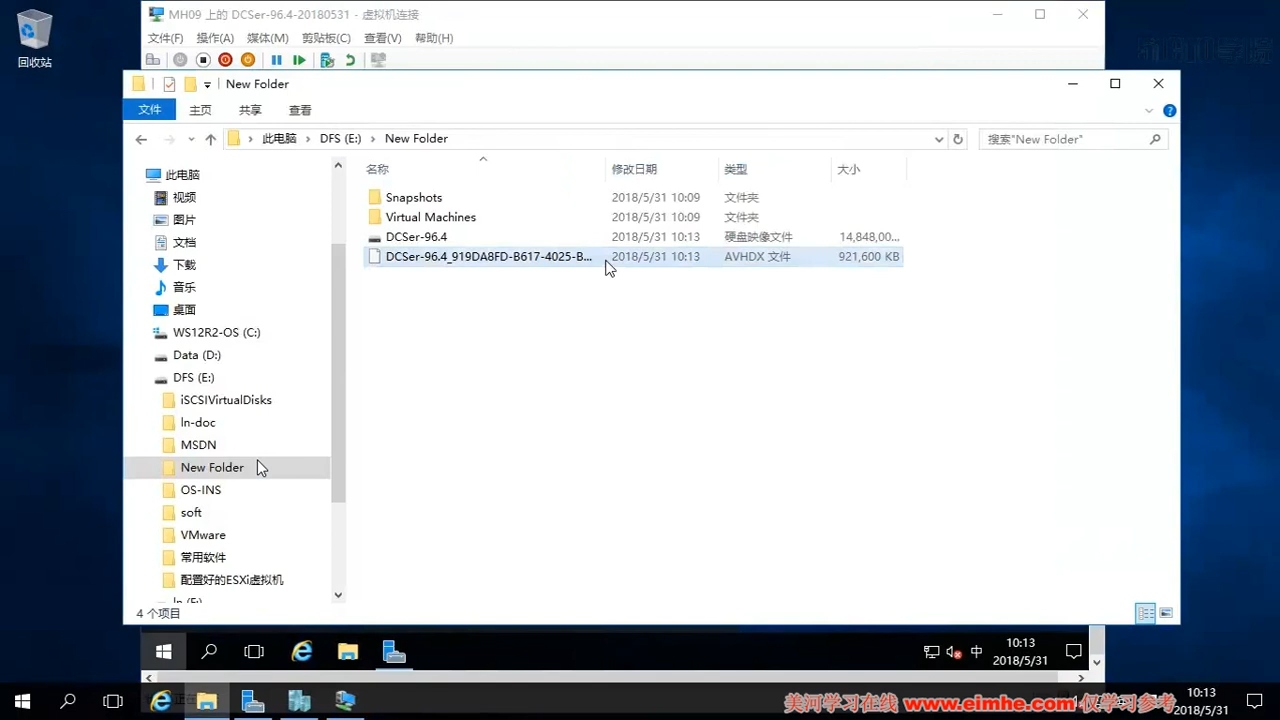 MH09 上的 DCSer-96.4-20180531 - 虚拟机连接
回收站
文件(F) 操作(A) 媒体(M) 剪贴板(C) 查看(V) 帮助(H)
New Folder
文件 主页 共享 查看
此电脑 DFS (E:) New Folder
搜索"New Folder"
名称 修改日期 类型 大小
此电脑
视频
图片
文档
下载
音乐
桌面
WS12R2-OS (C:)
Data (D:)
DFS (E:)
iSCSIVirtualDisks
ln-doc
MSDN
New Folder
OS-INS
soft
VMware
常用软件
配置好的ESXi虚拟机
ln (F:)
Snapshots 2018/5/31 10:09 文件夹
Virtual Machines 2018/5/31 10:09 文件夹
DCSer-96.4 2018/5/31 10:13 硬盘映像文件 14,848,00...
DCSer-96.4_919DA8FD-B617-4025-B... 2018/5/31 10:13 AVHDX 文件 921,600 KB
4 个项目
中
10:13
2018/5/31
美河学习在线 www.eimhe.com 仅学习参考
10:13
2018/5/31